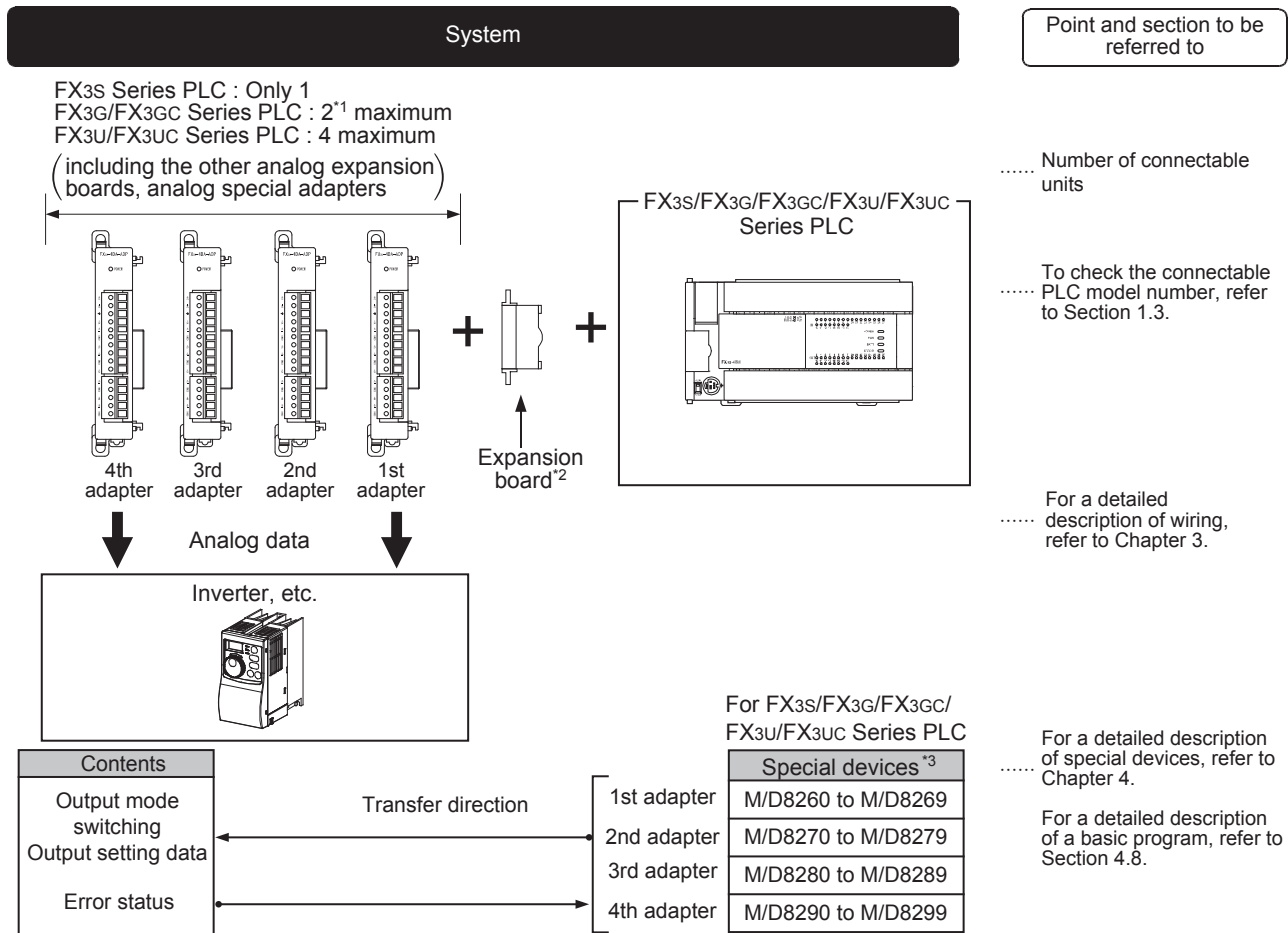 System
Point and section to be
referred to
FX3S Series PLC : Only 1
FX3G/FX3GC Series PLC : 2*1 maximum
FX3U/FX3UC Series PLC : 4 maximum
(including the other analog expansion
boards, analog special adapters)
...... Number of connectable
units
FX3S/FX3G/FX3GC/FX3U/FX3UC
Series PLC
To check the connectable
...... PLC model number, refer
to Section 1.3.
4th
adapter
3rd
adapter
2nd
adapter
1st
adapter
Expansion
board*2
For a detailed
...... description of wiring,
refer to Chapter 3.
Analog data
Inverter, etc.
For FX3S/FX3G/FX3GC/
FX3U/FX3UC Series PLC
For a detailed description
of special devices, refer to
...... Chapter 4.
For a detailed description
of a basic program, refer to
Section 4.8.
Contents
Output mode
switching
Output setting data
Error status
Transfer direction
Special devices*3
1st adapter M/D8260 to M/D8269
2nd adapter M/D8270 to M/D8279
3rd adapter M/D8280 to M/D8289
4th adapter M/D8290 to M/D8299